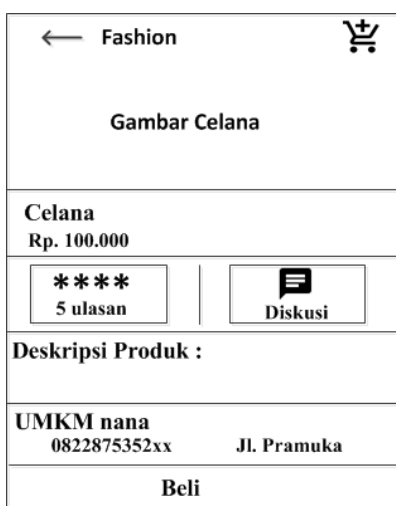 Fashion
Gambar Celana
Celana
Rp. 100.000
****
5 ulasan
Diskusi
Deskripsi Produk :
UMKM nana
0822875352xx Jl. Pramuka
Beli